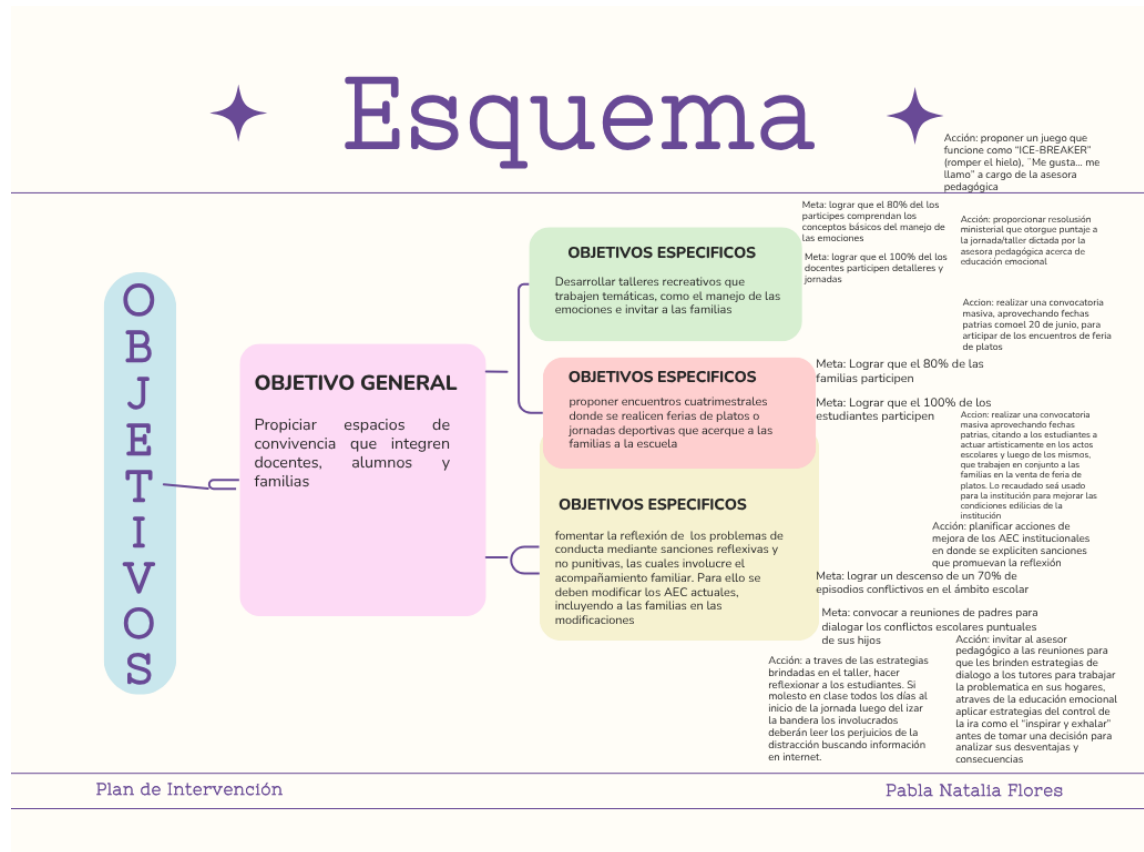 Esquema
Acción: proponer un juego que
funcione como “ICE-BREAKER”
(romper el hielo), ¨Me gusta... me
llamo” a cargo de la asesora
pedagógica
OBJETIVOS
OBJETIVO GENERAL
Propiciar espacios de
convivencia que integren
docentes, alumnos y
familias
OBJETIVOS ESPECIFICOS
Desarrollar talleres recreativos que
trabajen temáticas, como el manejo de las
emociones e invitar a las familias
Meta: lograr que el 80% del los
participes comprendan los
conceptos básicos del manejo de
las emociones
Meta: lograr que el 100% del los
docentes participen detalleres y
jornadas
Acción: proporcionar resolusión
ministerial que otorgue puntaje a
la jornada/taller dictada por la
asesora pedagógica acerca de
educación emocional
Accion: realizar una convocatoria
masiva, aprovechando fechas
patrias comoel 20 de junio, para
articipar de los encuentros de feria
de platos
OBJETIVOS ESPECIFICOS
proponer encuentros cuatrimestrales
donde se realicen ferias de platos o
jornadas deportivas que acerque a las
familias a la escuela
Meta: Lograr que el 80% de las
familias participen
Meta: Lograr que el 100% de los
estudiantes participen
Accion: realizar una convocatoria
masiva aprovechando fechas
patrias, citando a los estudiantes a
actuar artisticamente en los actos
escolares y luego de los mismos,
que trabajen en conjunto a las
familias en la venta de feria de
platos. Lo recaudado seá usado
para la institución para mejorar las
condiciones edilicias de la
institución
OBJETIVOS ESPECIFICOS
fomentar la reflexión de los problemas de
conducta mediante sanciones reflexivas y
no punitivas, las cuales involucre el
acompañamiento familiar. Para ello se
deben modificar los AEC actuales,
incluyendo a las familias en las
modificaciones
Acción: planificar acciones de
mejora de los AEC institucionales
en donde se expliciten sanciones
que promuevan la reflexión
Meta: lograr un descenso de un 70% de
episodios conflictivos en el ámbito escolar
Meta: convocar a reuniones de padres para
dialogar los conflictos escolares puntuales
de sus hijos
Acción: a traves de las estrategias
brindadas en el taller, hacer
reflexionar a los estudiantes. Si
molesto en clase todos los días al
inicio de la jornada luego del izar
la bandera los involucrados
deberán leer los perjuicios de la
distracción buscando información
en internet.
Acción: invitar al asesor
pedagógico a las reuniones para
que les brinden estrategias de
dialogo a los tutores para trabajar
la problematica en sus hogares,
atraves de la educación emocional
aplicar estrategias del control de
la ira como el “inspirar y exhalar”
antes de tomar una decisión para
analizar sus desventajas y
consecuencias
Plan de Intervención
Pabla Natalia Flores